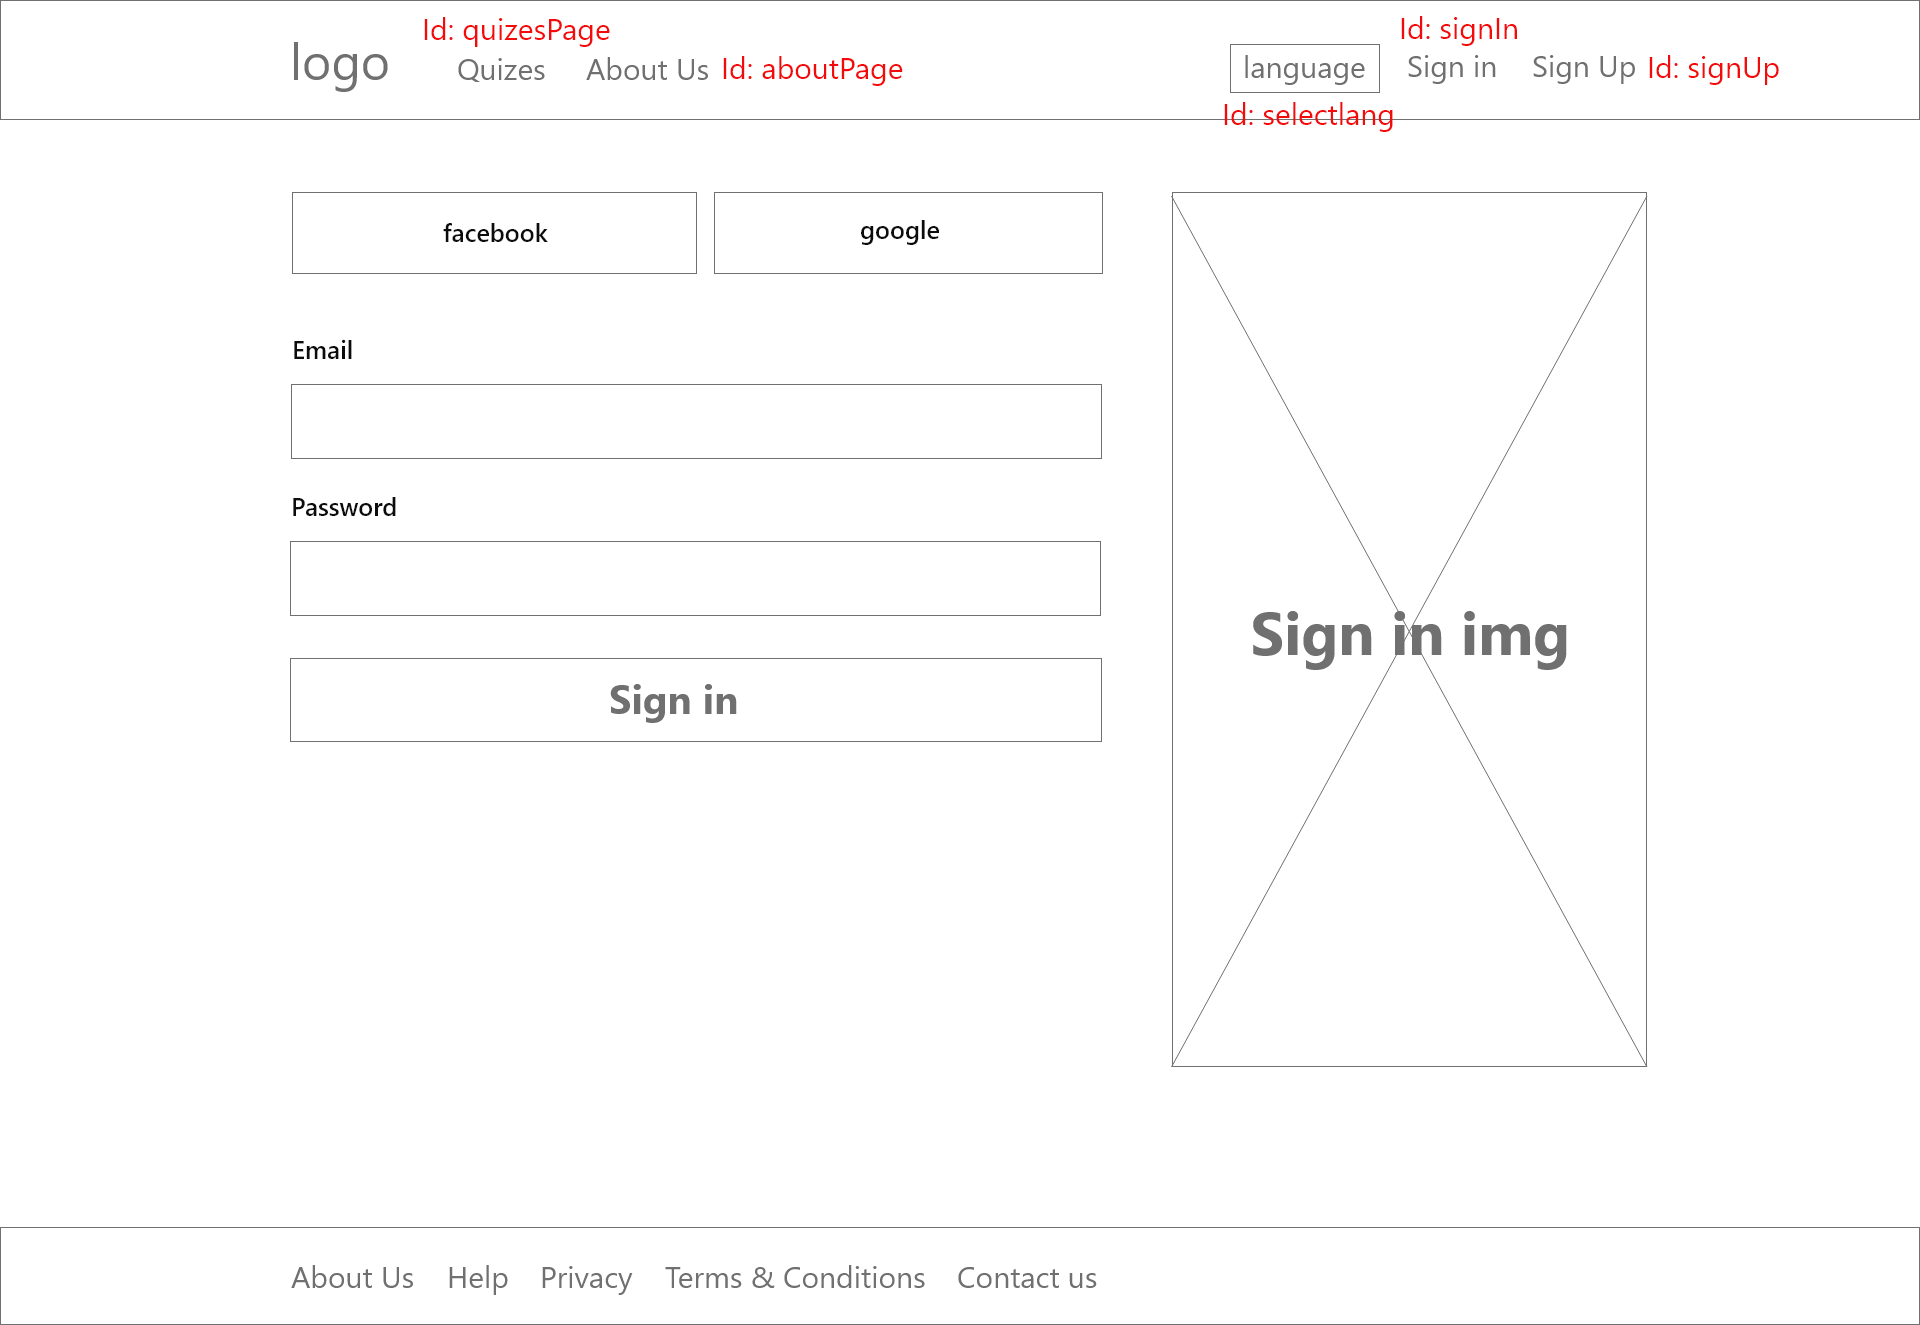 Id: quizesPage
Id: signIn
logo
Quizes
About Us
Id: aboutPage
language
Sign in
Sign Up
Id: signUp
Id: selectlang
facebook
google
Email
Password
Sign in
Sign in img
About Us
Help
Privacy
Terms & Conditions
Contact us